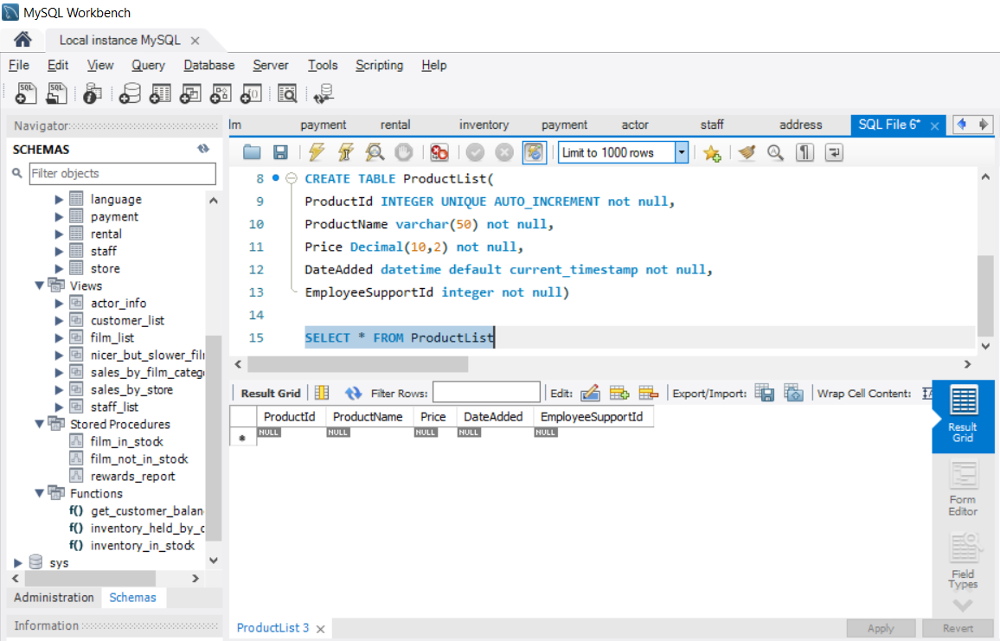 MySQL Workbench
Local instance MySQL
File Edit View Query Database Server Tools Scripting Help
Navigator
SCHEMAS
Filter objects
language
payment
rental
staff
store
Views
actor_info
customer_list
film_list
nicer_but_slower_film
sales_by_film_categ
sales_by_store
staff_list
Stored Procedures
film_in_stock
film_not_in_stock
rewards_report
Functions
f() get_customer_balan
f() inventory_held_by_c
f() inventory_in_stock
sys
Administration Schemas
Information
lm payment rental inventory payment actor staff address SQL File 6*
Limit to 1000 rows
8 CREATE TABLE ProductList(
9 ProductId INTEGER UNIQUE AUTO_INCREMENT not null,
10 ProductName varchar(50) not null,
11 Price Decimal(10,2) not null,
12 DateAdded datetime default current_timestamp not null,
13 EmployeeSupportId integer not null)
14
15 SELECT * FROM ProductList
Result Grid Filter Rows: Edit: Export/Import: Wrap Cell Content: IA
ProductId ProductName Price DateAdded EmployeeSupportId
* NULL NULL NULL NULL NULL
Result
Grid
Form
Editor
Field
Types
ProductList 3
Apply Revert